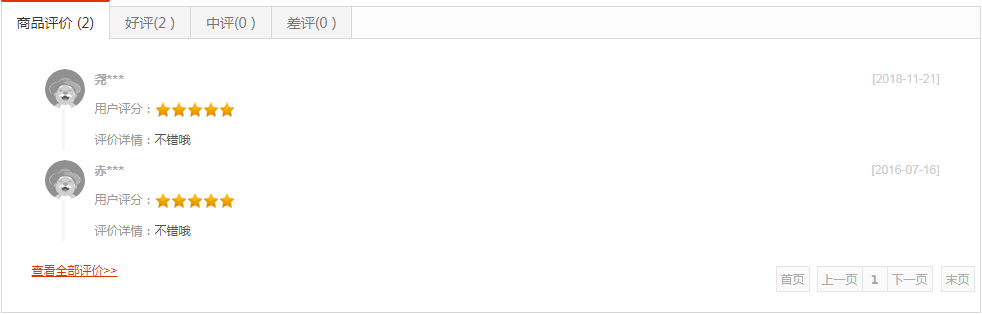 商品评价 (2) 好评(2 ) 中评(0 ) 差评(0 )
尧*** [2018-11-21]
用户评分：
评价详情：不错哦
赤*** [2016-07-16]
用户评分：
评价详情：不错哦
查看全部评价>>
首页 上一页 1 下一页 末页